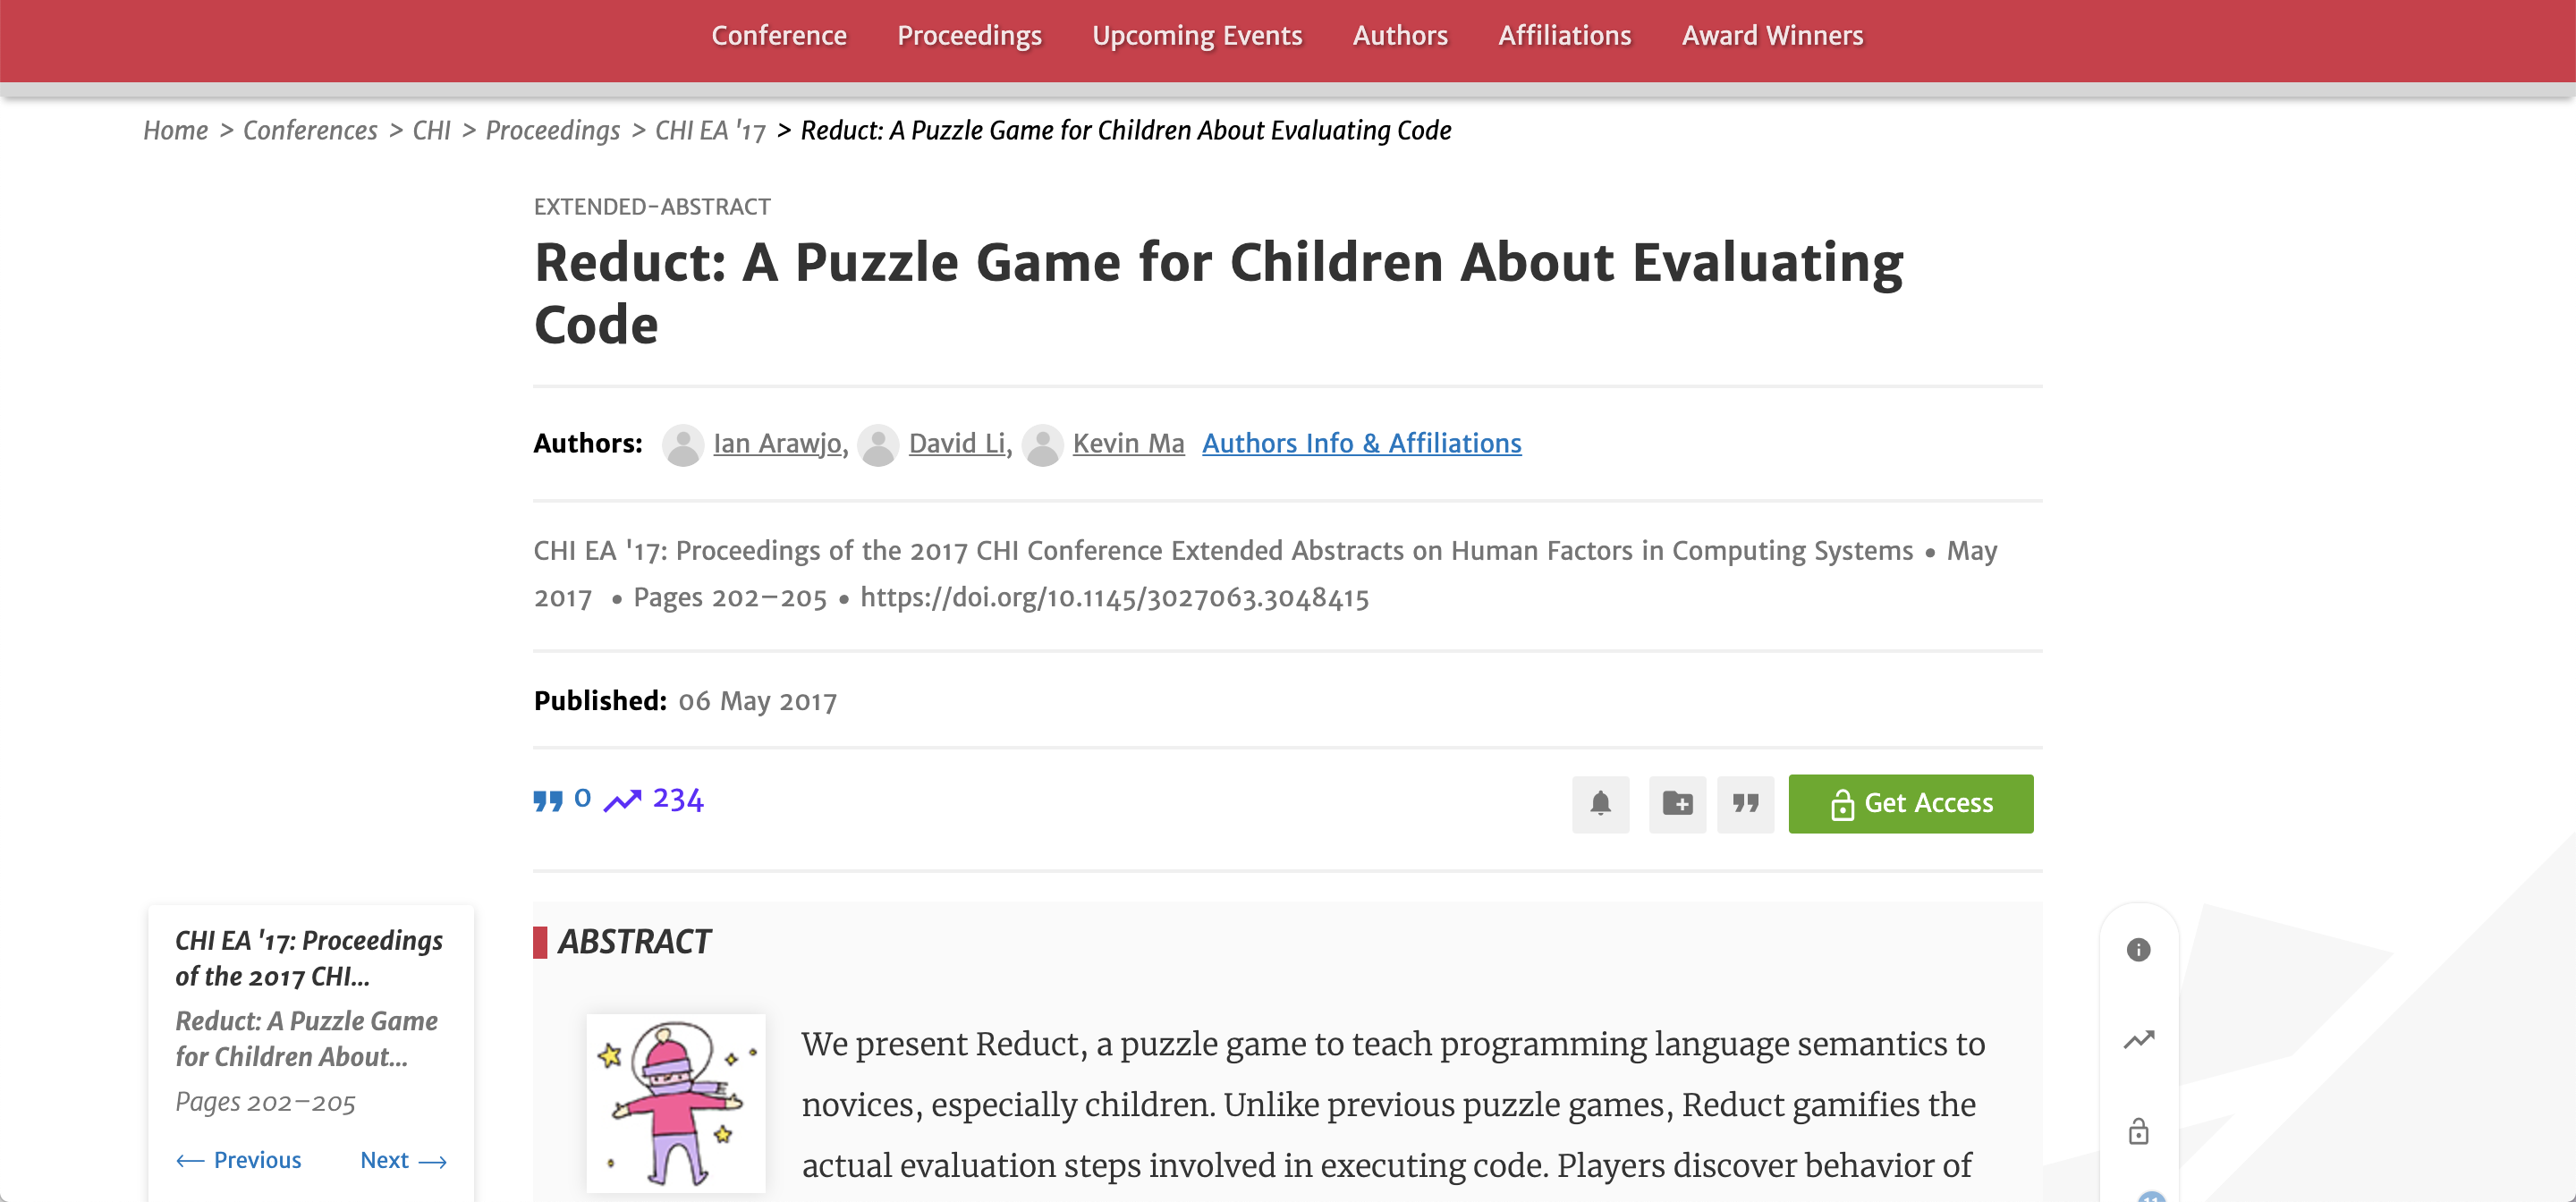 Conference Proceedings Upcoming Events Authors Affiliations Award Winners
Home > Conferences > CHI > Proceedings > CHI EA '17 > Reduct: A Puzzle Game for Children About Evaluating Code
EXTENDED-ABSTRACT
Reduct: A Puzzle Game for Children About Evaluating
Code
Authors: Ian Arawjo, David Li, Kevin Ma Authors Info & Affiliations
CHI EA '17: Proceedings of the 2017 CHI Conference Extended Abstracts on Human Factors in Computing Systems • May
2017 • Pages 202–205 • https://doi.org/10.1145/3027063.3048415
Published: 06 May 2017
0 234
Get Access
CHI EA '17: Proceedings
of the 2017 CHI...
Reduct: A Puzzle Game
for Children About...
Pages 202–205
← Previous Next →
ABSTRACT
We present Reduct, a puzzle game to teach programming language semantics to
novices, especially children. Unlike previous puzzle games, Reduct gamifies the
actual evaluation steps involved in executing code. Players discover behavior of